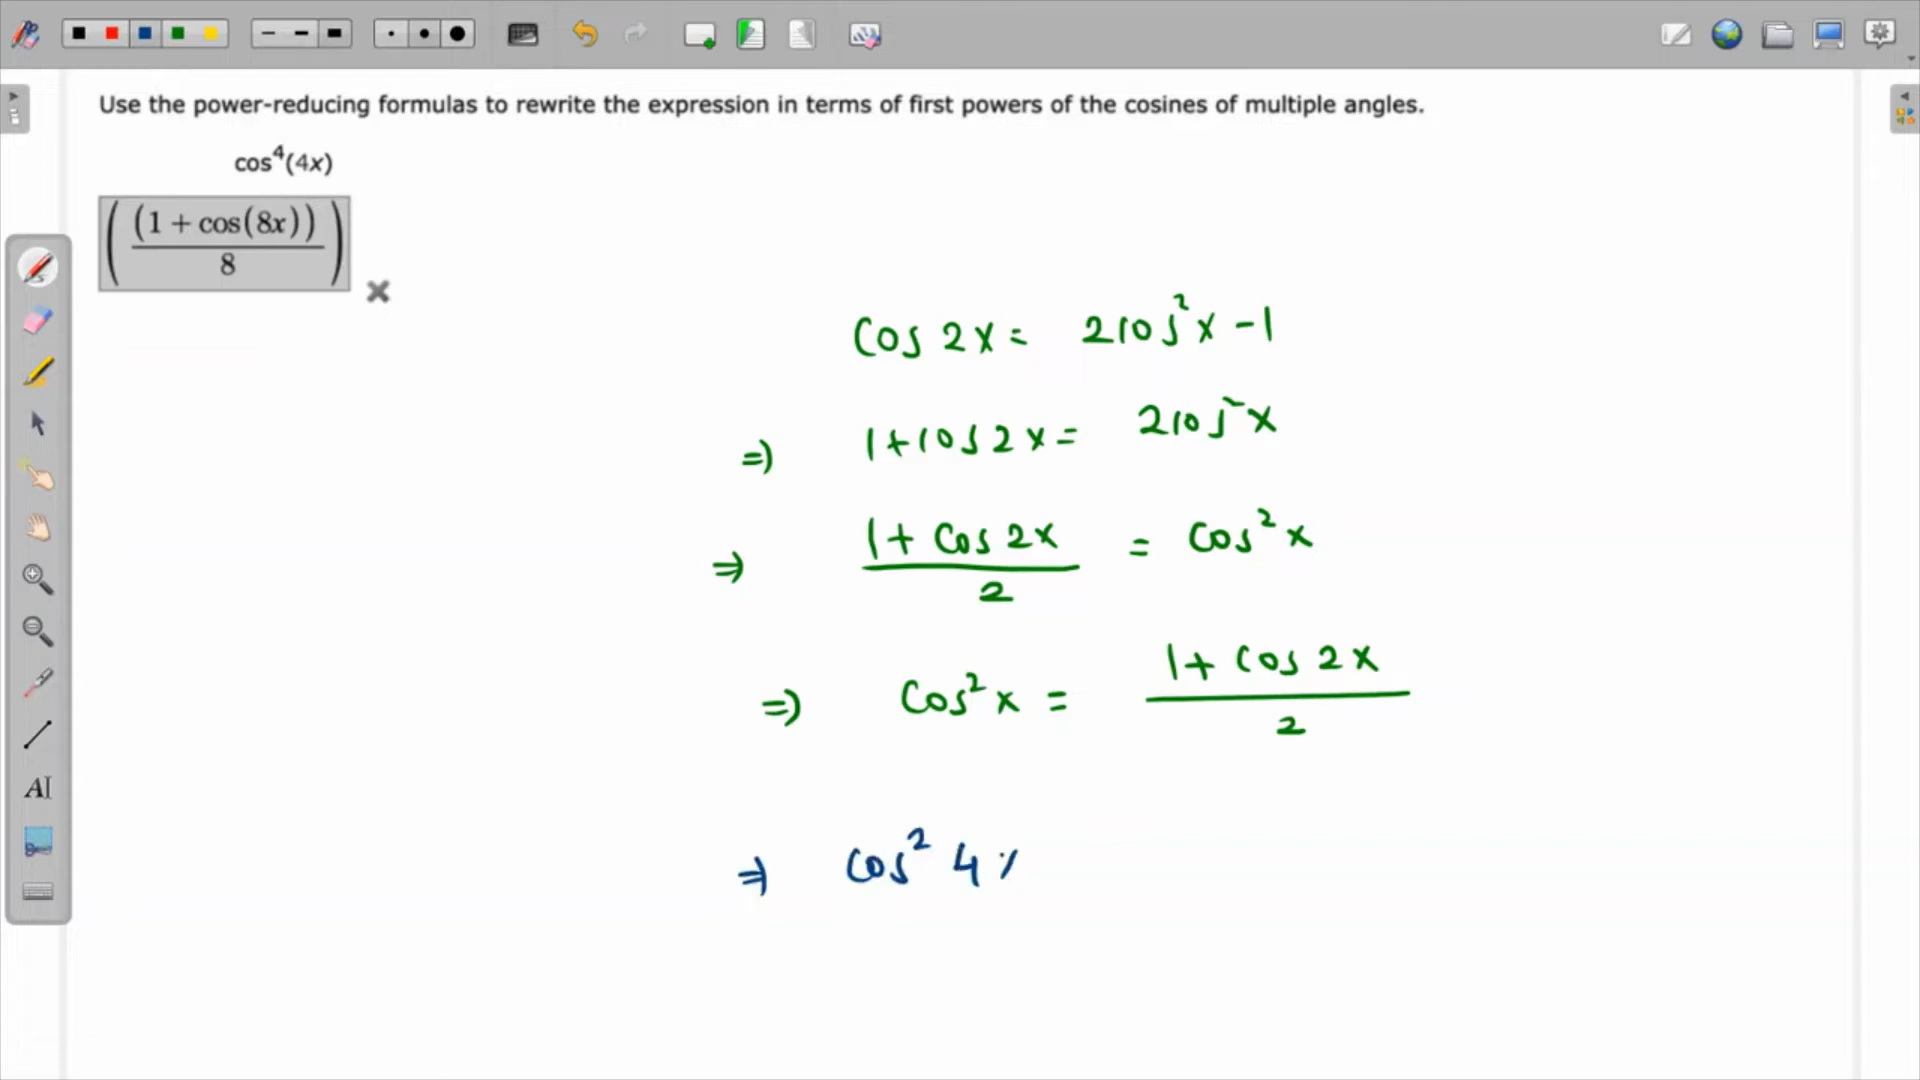 Use the power-reducing formulas to rewrite the expression in terms of first powers of the cosines of multiple angles.
cos⁴(4x)
((1 + cos(8x))/8)
cos 2x = 2cos²x - 1
⇒ 1 + cos 2x = 2cos²x
⇒ (1 + cos 2x)/2 = cos²x
⇒ cos²x = (1 + cos 2x)/2
⇒ cos² 4
AI